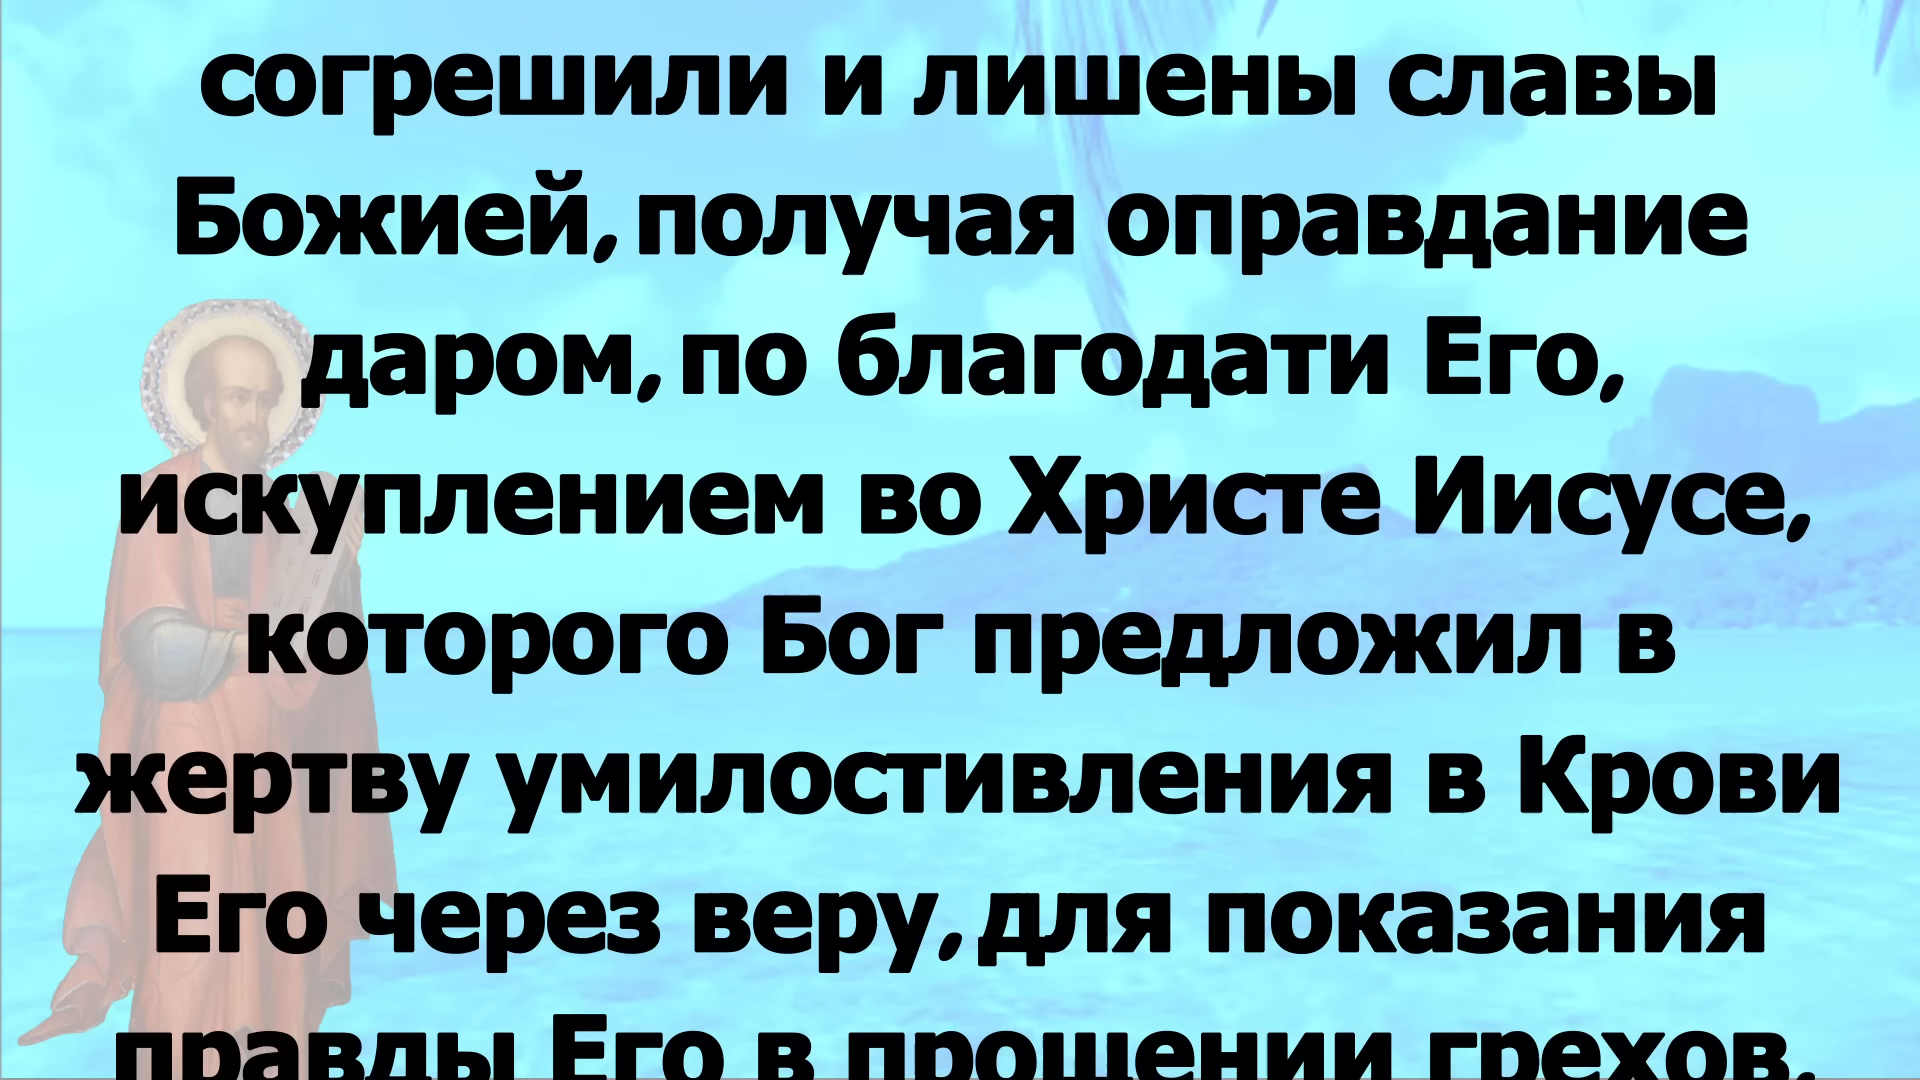 согрешили и лишены славы
Божией, получая оправдание
даром, по благодати Его,
искуплением во Христе Иисусе,
которого Бог предложил в
жертву умилостивления в Крови
Его через веру, для показания
правды Его в прощении грехов,